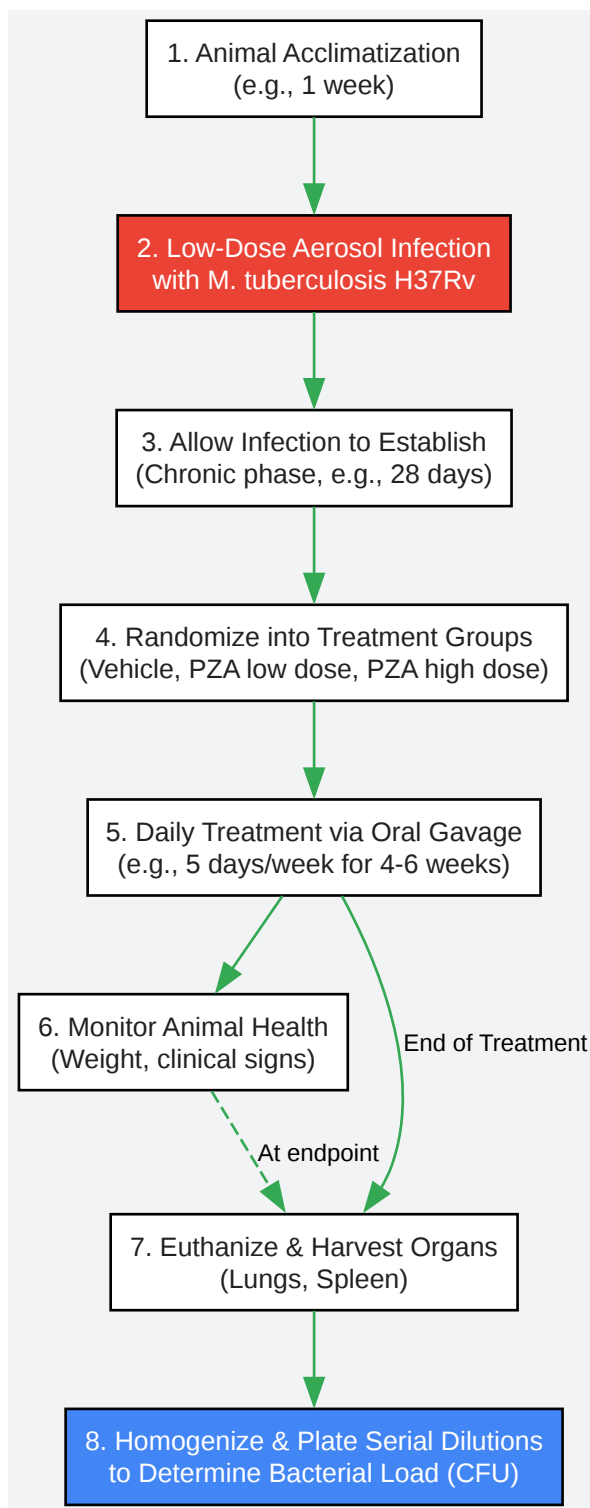 1. Animal Acclimatization
(e.g., 1 week)
2. Low-Dose Aerosol Infection
with M. tuberculosis H37Rv
3. Allow Infection to Establish
(Chronic phase, e.g., 28 days)
4. Randomize into Treatment Groups
(Vehicle, PZA low dose, PZA high dose)
5. Daily Treatment via Oral Gavage
(e.g., 5 days/week for 4-6 weeks)
6. Monitor Animal Health
(Weight, clinical signs)
End of Treatment
At endpoint
7. Euthanize & Harvest Organs
(Lungs, Spleen)
8. Homogenize & Plate Serial Dilutions
to Determine Bacterial Load (CFU)